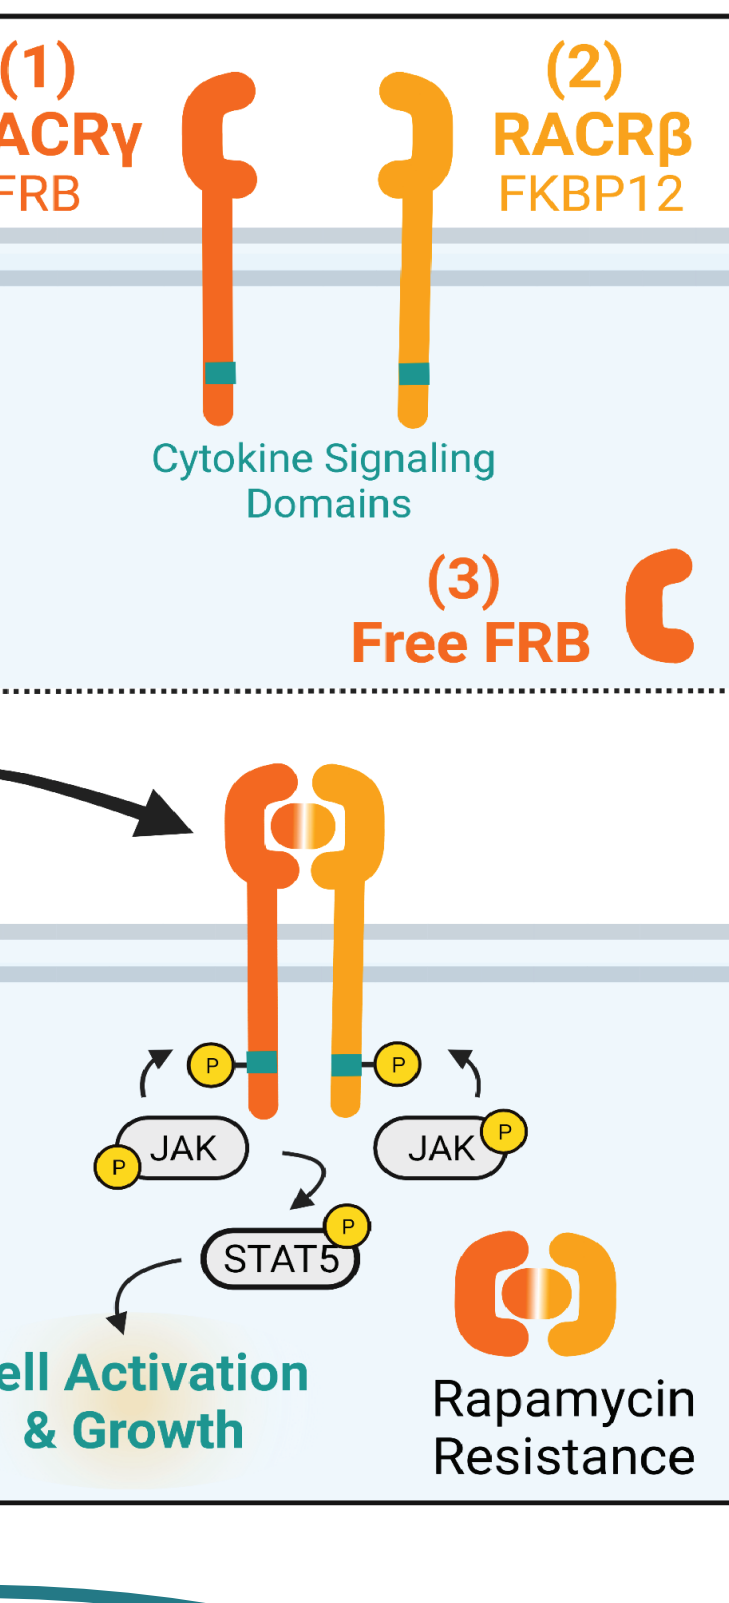 (1)
ACRγ
FRB
(2)
RACRβ
FKBP12
Cytokine Signaling
Domains
(3)
Free FRB
P
P
JAK
P
JAK
P
STAT5
P
ell Activation
& Growth
Rapamycin
Resistance